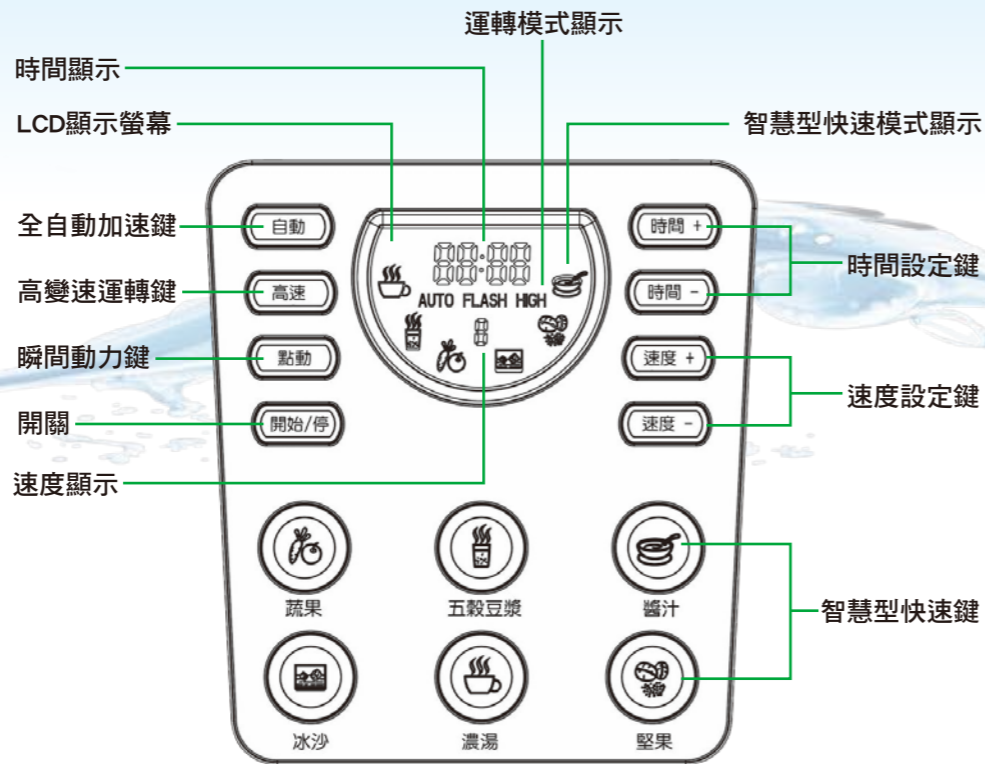 運轉模式顯示
時間顯示
LCD顯示螢幕
智慧型快速模式顯示
全自動加速鍵
自動
88:88
時間 +
高變速運轉鍵
高速
AUTO FLASH HIGH
時間 -
時間設定鍵
瞬間動力鍵
點動
8
速度 +
開關
開始/停
速度 -
速度設定鍵
速度顯示
蔬果
五穀豆漿
醬汁
智慧型快速鍵
冰沙
濃湯
堅果